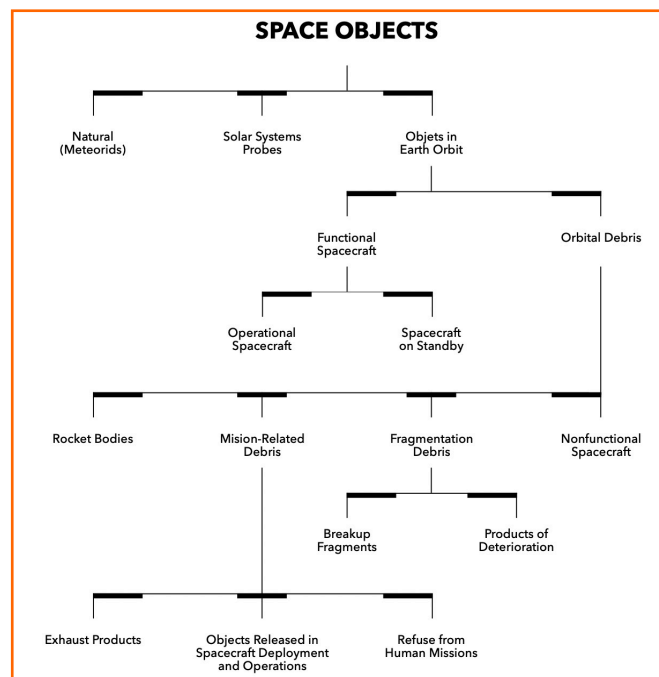 SPACE OBJECTS
Natural
(Meteorids)
Solar Systems
Probes
Objets in
Earth Orbit
Functional
Spacecraft
Orbital Debris
Operational
Spacecraft
Spacecraft
on Standby
Rocket Bodies
Mision-Related
Debris
Fragmentation
Debris
Nonfunctional
Spacecraft
Breakup
Fragments
Products of
Deterioration
Exhaust Products
Objects Released in
Spacecraft Deployment
and Operations
Refuse from
Human Missions